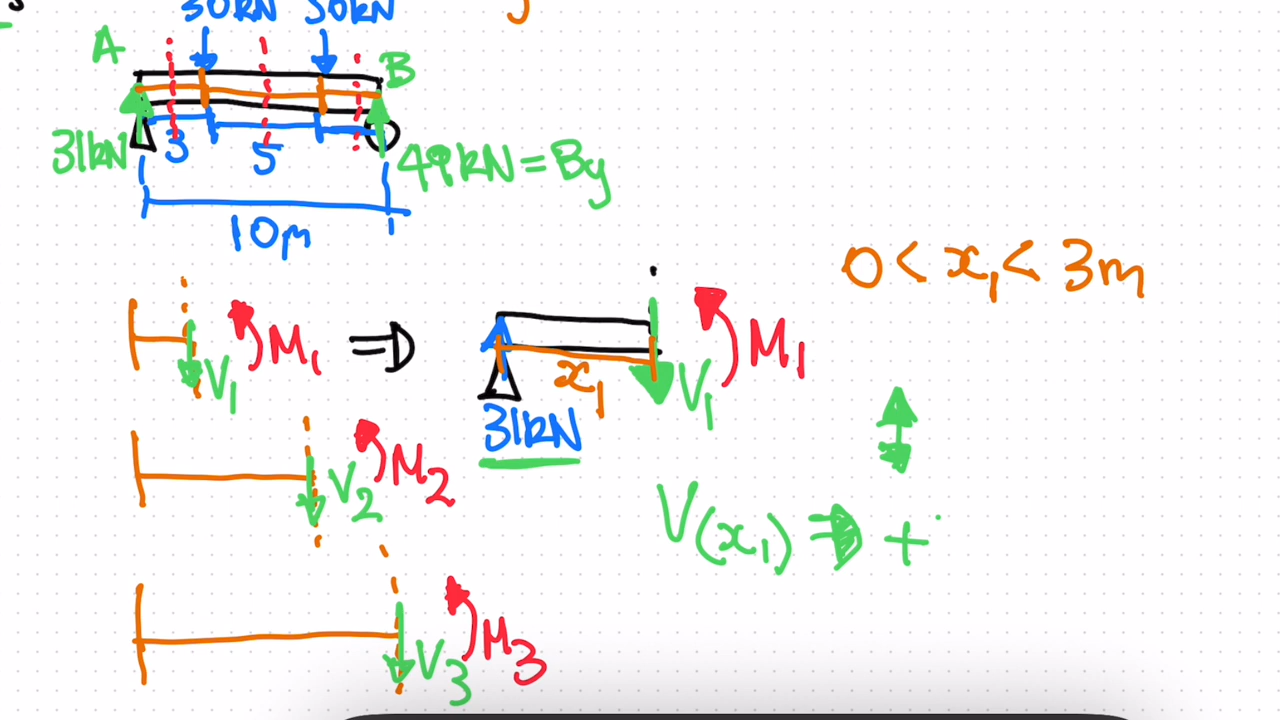 30kN 50kN
A
B
31kN
3
5
49kN = By
10m
0 < x₁ < 3m
V₁
M₁ ⇒
x₁
V₁
M₁
31kN
V₂
M₂
V(x₁) ⇒ +
V₃
M₃